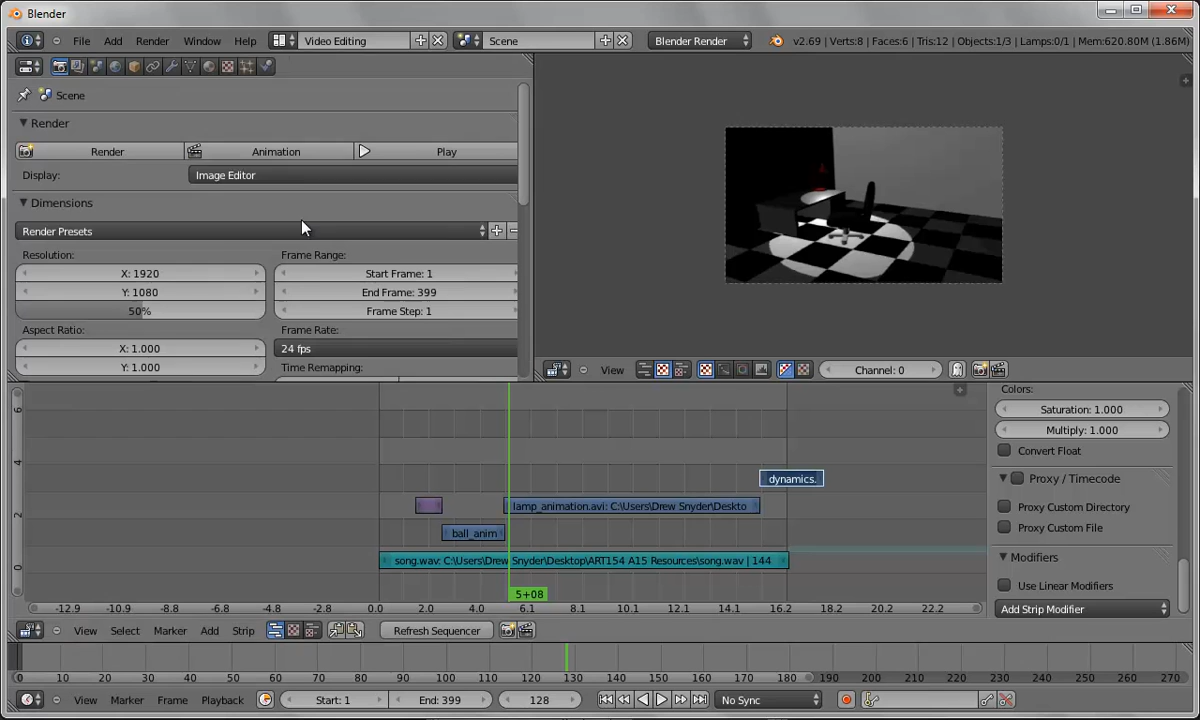 Blender
File Add Render Window Help Video Editing Scene Blender Render v2.69 | Verts:8 | Faces:6 | Tris:12 | Objects:1/3 | Lamps:0/1 | Mem:620.80M (1.86M)
Scene
Render
Render Animation Play
Display: Image Editor
Dimensions
Render Presets
Resolution: Frame Range:
X: 1920 Start Frame: 1
Y: 1080 End Frame: 399
50% Frame Step: 1
Aspect Ratio: Frame Rate:
X: 1.000 24 fps
Y: 1.000 Time Remapping:
View Channel: 0
Colors:
Saturation: 1.000
Multiply: 1.000
Convert Float
Proxy / Timecode
Proxy Custom Directory
Proxy Custom File
Modifiers
Use Linear Modifiers
Add Strip Modifier
6
4
2
0
dynamics.
lamp_animation.avi: C:\Users\Drew Snyder\Deskto
ball_anim
song.wav: C:\Users\Drew Snyder\Desktop\ART154 A15 Resources\song.wav | 144
5+08
-12.9 -10.9 -8.8 -6.8 -4.8 -2.8 0.0 2.0 4.0 6.1 8.1 10.1 12.1 14.1 16.2 18.2 20.2 22.2
View Select Marker Add Strip Refresh Sequencer
0 10 20 30 40 50 60 70 80 90 100 110 120 130 140 150 160 170 180 190 200 210 220 230 240 250 260 270
View Marker Frame Playback Start: 1 End: 399 128 No Sync